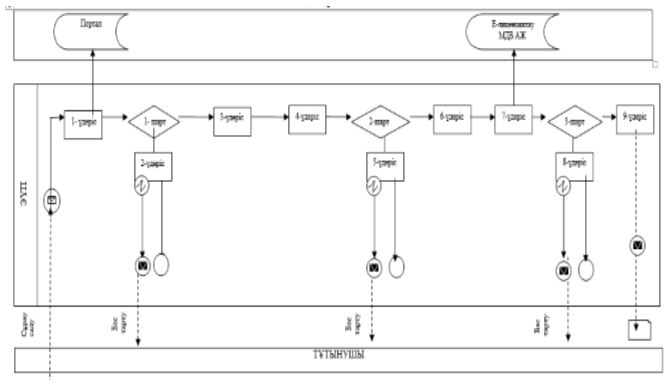 Портал
Е-лицензиялау
МДБ АЖ
1- үдеріс
1- шарт
3-үдеріс
4-үдеріс
2-шарт
6-үдеріс
7-үдеріс
3-шарт
9-үдеріс
2-үдеріс
5-үдеріс
8-үдеріс
ЭҮП
Сұрау
салу
Бас
тарту
Бас
тарту
Бас
тарту
ТҰТЫНУШЫ